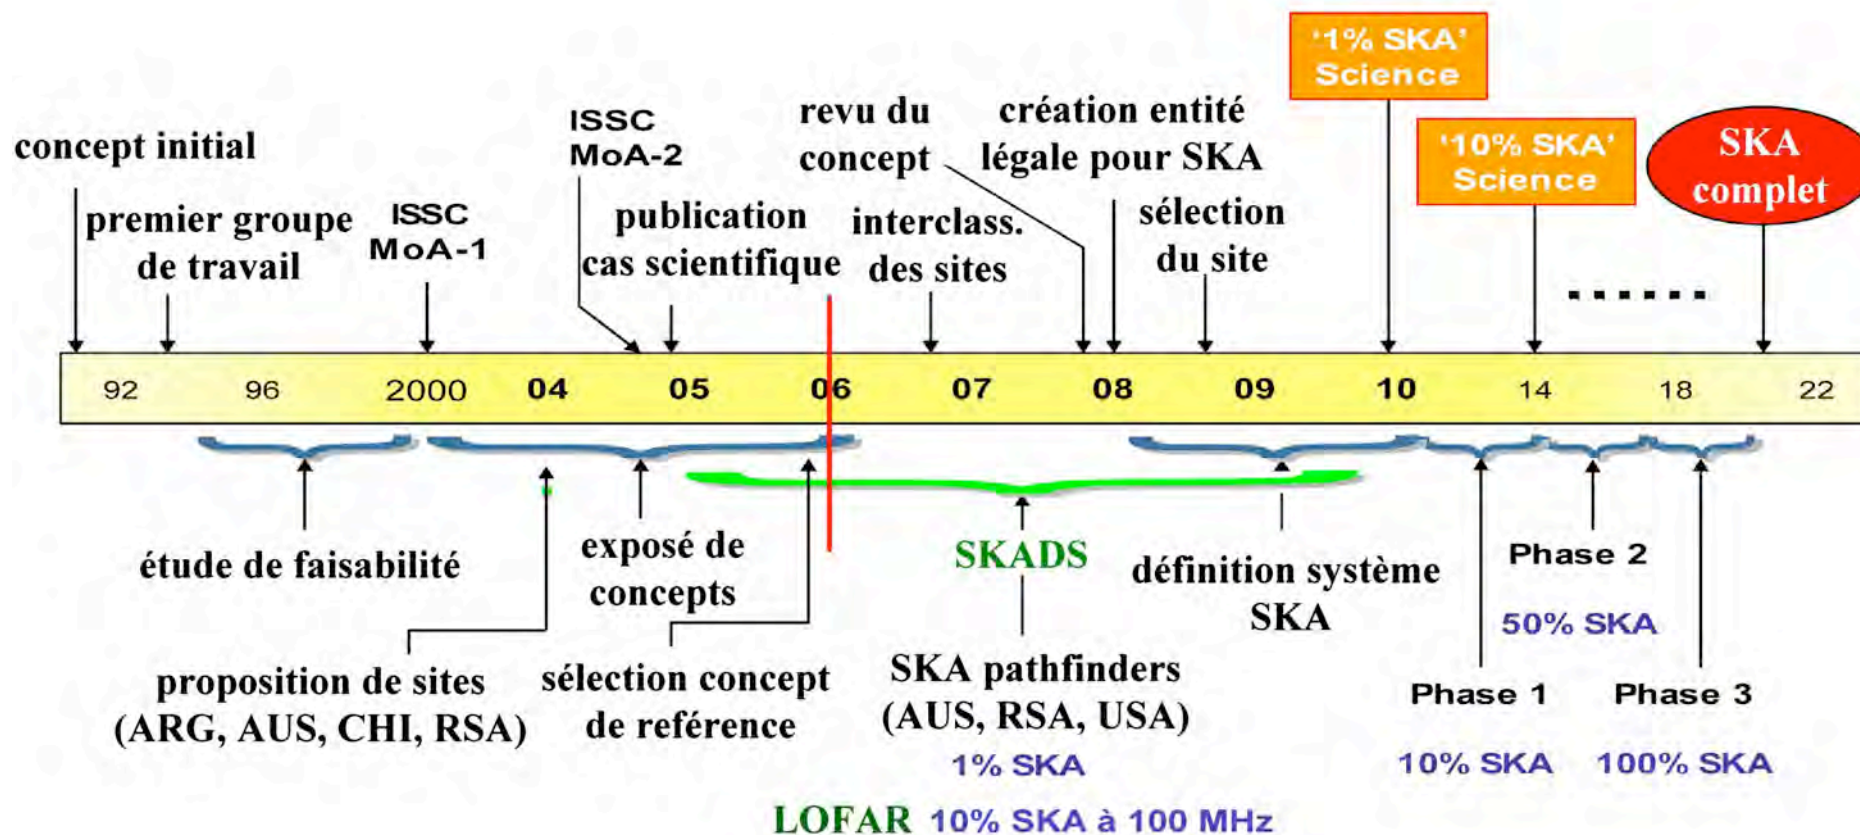 '1% SKA'
Science
'10% SKA'
Science
SKA
complet
concept initial
premier groupe
de travail
ISSC
MoA-1
ISSC
MoA-2
publication
cas scientifique
revu du
concept
interclass.
des sites
création entité
légale pour SKA
sélection
du site
92 96 2000 04 05 06 07 08 09 10 14 18 22
étude de faisabilité
proposition de sites
(ARG, AUS, CHI, RSA)
exposé de
concepts
sélection concept
de reférence
SKADS
SKA pathfinders
(AUS, RSA, USA)
1% SKA
LOFAR 10% SKA à 100 MHz
définition système
SKA
Phase 2
50% SKA
Phase 1
10% SKA
Phase 3
100% SKA